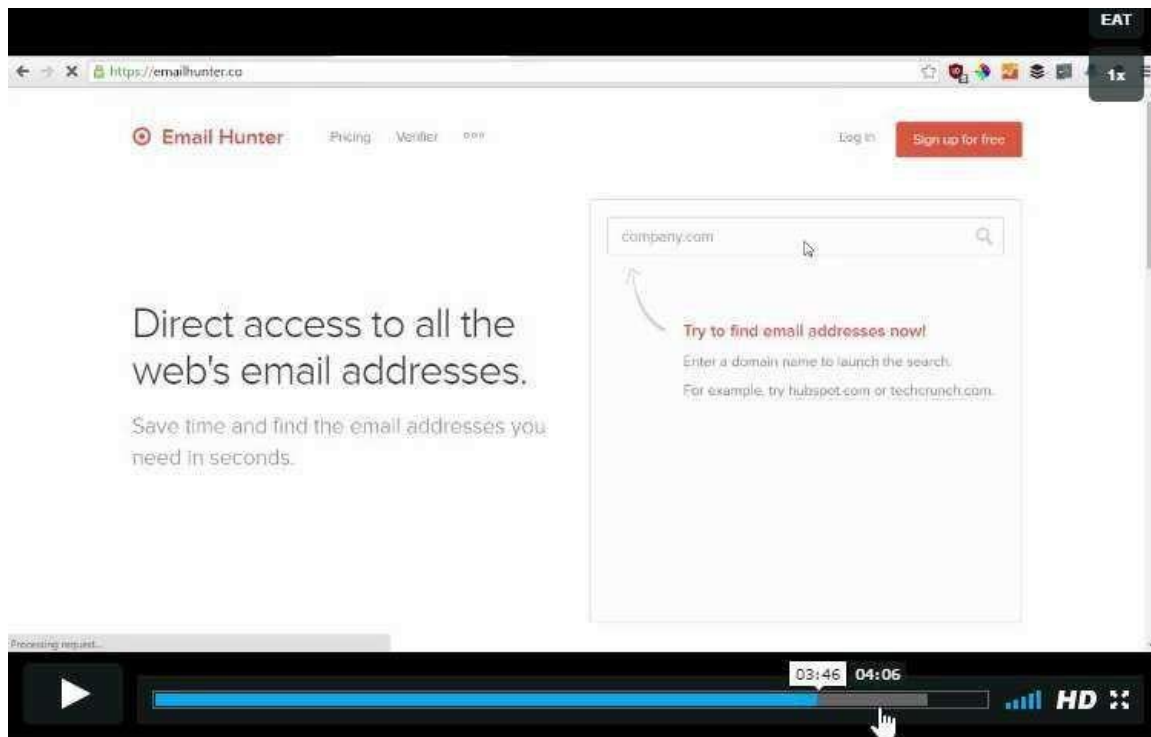 EAT
https://emailhunter.co
1x
Email Hunter Pricing Verifier
Log in Sign up for free
company.com
Direct access to all the
web's email addresses.
Save time and find the email addresses you
need in seconds.
Try to find email addresses now!
Enter a domain name to launch the search.
For example, try hubspot.com or techcrunch.com.
Processing request...
03:46 04:06
HD